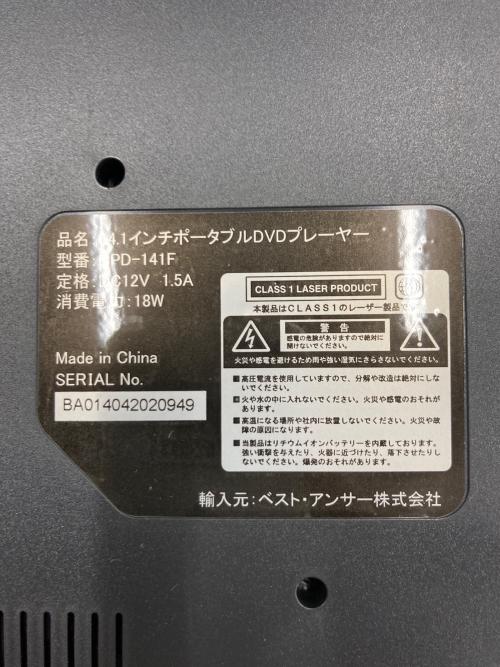 品名: 4.1インチポータブルDVDプレーヤー
型番: PD-141F
定格: DC12V 1.5A
消費電力:18W
CLASS 1 LASER PRODUCT
本製品はCLASS1のレーザー製品で
警告
感電の危険がありますので絶対に
開けないでください。
火災や感電を避けるため雨や強い湿気にさらさないでください。
■ 高圧電流を使用していますので、分解や改造は絶対にしな
いでください。
■ 火や水の中に入れないでください。火災や感電のおそれが
あります。
■ 高温になる場所や社内に放置しないでください。火災や故
障の原因になります。
■ 当製品はリチウムイオンバッテリーを内蔵しております。
強い衝撃を与えたり、火器に近づけたり、落下させたりし
ないでください。爆発のおそれがあります。
Made in China
SERIAL No.
BA014042020949
輸入元:ベスト・アンサー株式会社